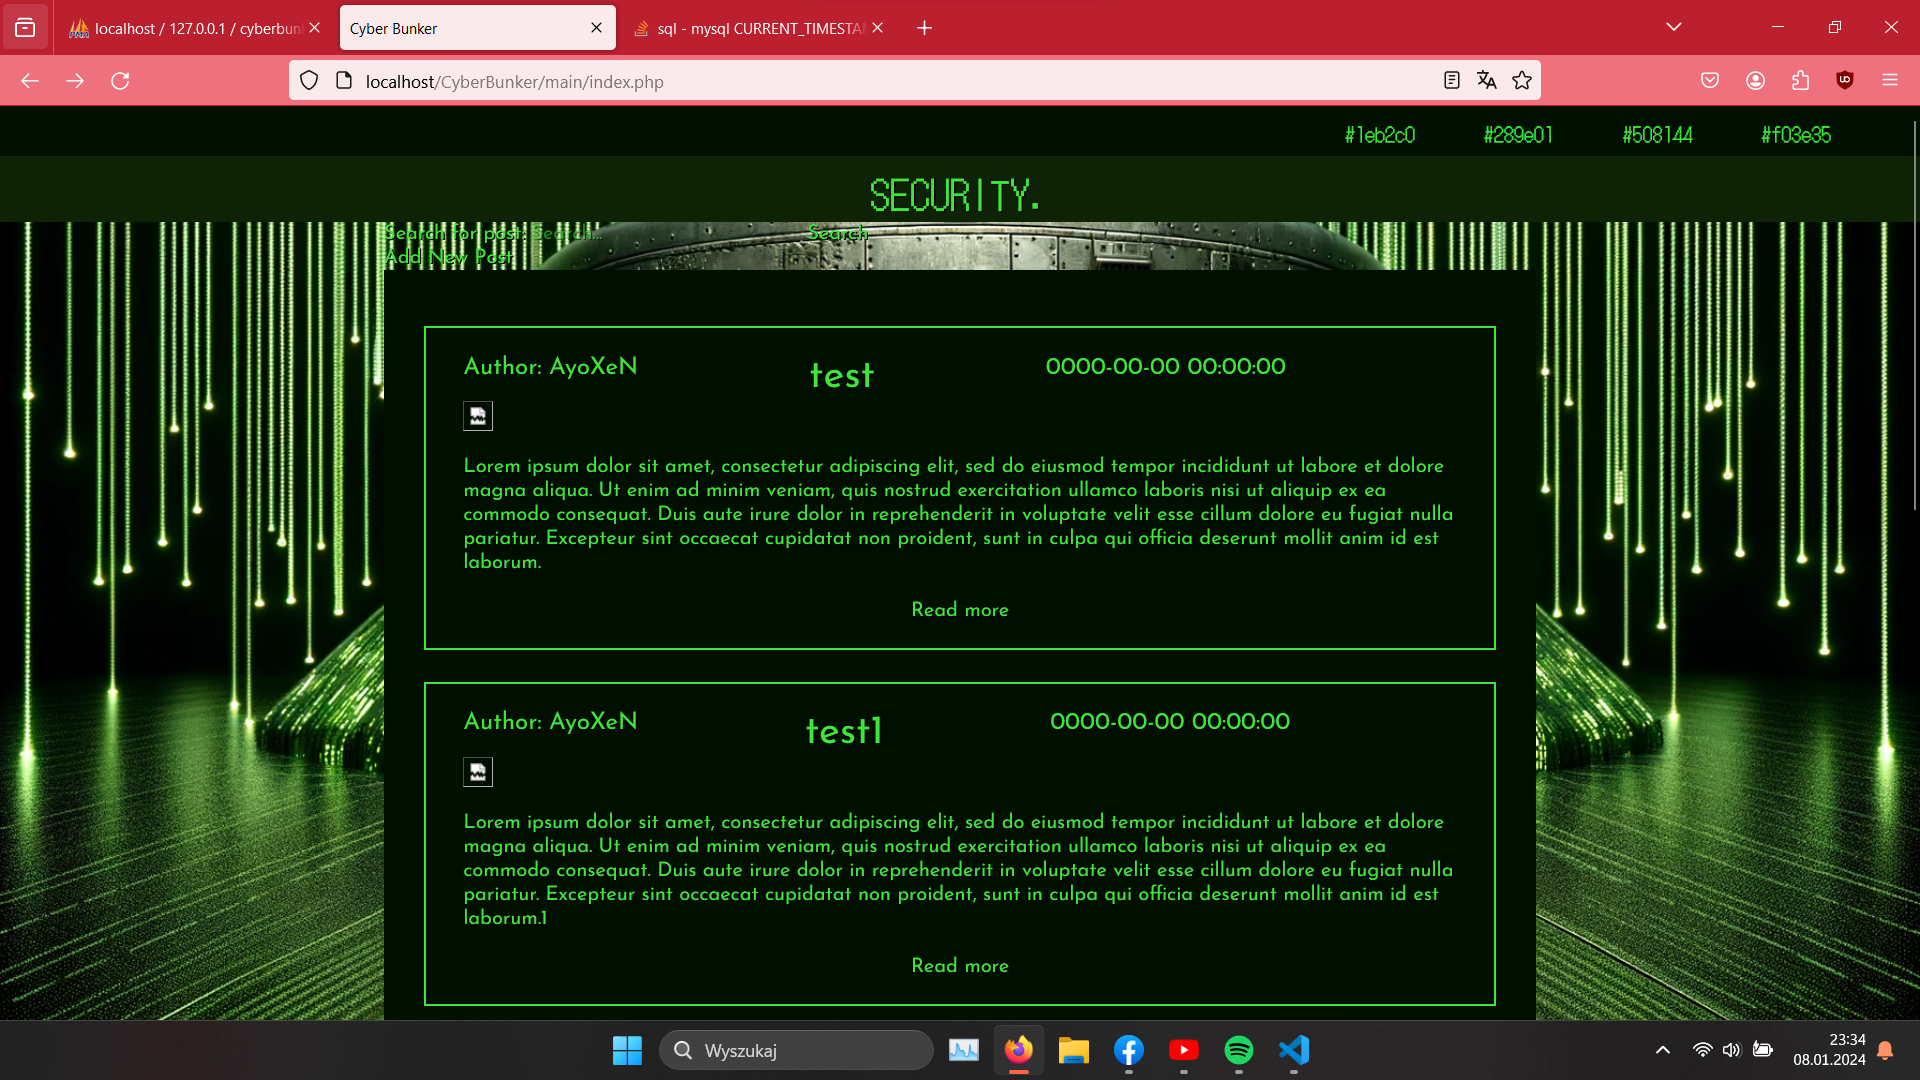 localhost / 127.0.0.1 / cyberbun
Cyber Bunker
sql - mysql CURRENT_TIMESTA
localhost/CyberBunker/main/index.php
#1eb2c0 #289e01 #508144 #f03e35
SECURITY.
Search for post: Search... Search
Add New Post
Author: AyoXeN test 0000-00-00 00:00:00
Lorem ipsum dolor sit amet, consectetur adipiscing elit, sed do eiusmod tempor incididunt ut labore et dolore
magna aliqua. Ut enim ad minim veniam, quis nostrud exercitation ullamco laboris nisi ut aliquip ex ea
commodo consequat. Duis aute irure dolor in reprehenderit in voluptate velit esse cillum dolore eu fugiat nulla
pariatur. Excepteur sint occaecat cupidatat non proident, sunt in culpa qui officia deserunt mollit anim id est
laborum.
Read more
Author: AyoXeN test1 0000-00-00 00:00:00
Lorem ipsum dolor sit amet, consectetur adipiscing elit, sed do eiusmod tempor incididunt ut labore et dolore
magna aliqua. Ut enim ad minim veniam, quis nostrud exercitation ullamco laboris nisi ut aliquip ex ea
commodo consequat. Duis aute irure dolor in reprehenderit in voluptate velit esse cillum dolore eu fugiat nulla
pariatur. Excepteur sint occaecat cupidatat non proident, sunt in culpa qui officia deserunt mollit anim id est
laborum.1
Read more
Wyszukaj
23:34
08.01.2024